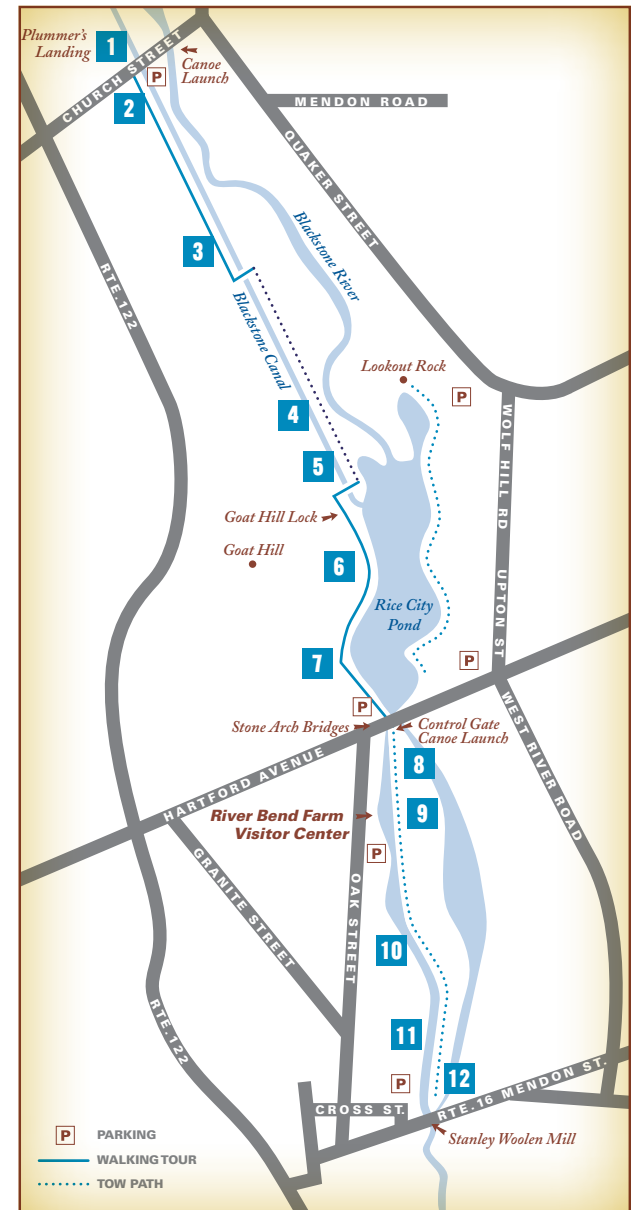 Plummer's
Landing
1
CHURCH STREET
P
Canoe
Launch
2
MENDON ROAD
QUAKER STREET
3
RTE.122
Blackstone River
Blackstone Canal
Lookout Rock
P
4
WOLF HILL RD
5
Goat Hill Lock
Goat Hill
6
UPTON ST
Rice City
Pond
7
P
P
Stone Arch Bridges
Control Gate
Canoe Launch
WEST RIVER ROAD
8
HARTFORD AVENUE
9
River Bend Farm
Visitor Center
P
GRANITE STREET
OAK STREET
10
RTE.122
11
12
P
CROSS ST.
RTE.16 MENDON ST.
Stanley Woolen Mill
P PARKING
WALKING TOUR
TOW PATH